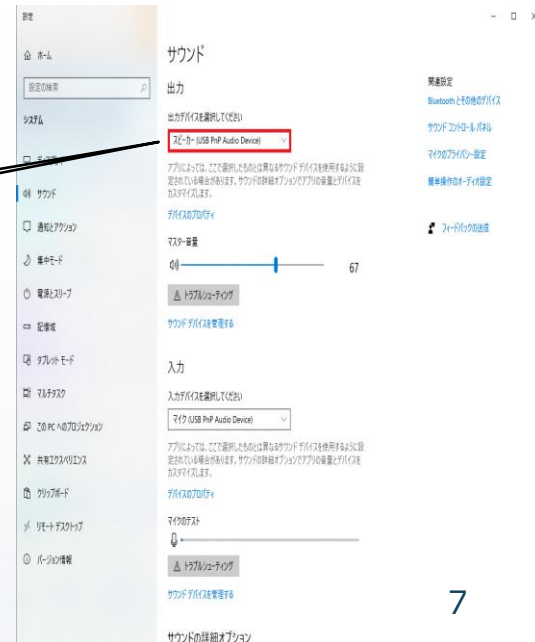 設定
ホーム
設定の検索
システム
ディスプレイ
サウンド
通知とアクション
集中モード
電源とスリープ
記憶域
タブレット モード
マルチタスク
この PC へのプロジェクション
共有エクスペリエンス
クリップボード
リモート デスクトップ
バージョン情報
サウンド
出力
出力デバイスを選択してください
スピーカー (USB PnP Audio Device)
アプリによっては、ここで選択したものとは異なるサウンド デバイスを使用するように設
定されている場合があります。サウンドの詳細オプションでアプリの音量とデバイスを
カスタマイズします。
デバイスのプロパティ
マスター音量
67
トラブルシューティング
サウンド デバイスを管理する
入力
入力デバイスを選択してください
マイク (USB PnP Audio Device)
アプリによっては、ここで選択したものとは異なるサウンド デバイスを使用するように設
定されている場合があります。サウンドの詳細オプションでアプリの音量とデバイスを
カスタマイズします。
デバイスのプロパティ
マイクのテスト
トラブルシューティング
サウンド デバイスを管理する
サウンドの詳細オプション
関連設定
Bluetooth とその他のデバイス
サウンド コントロール パネル
マイクのプライバシー設定
簡単操作のオーディオ設定
フィードバックの送信
7